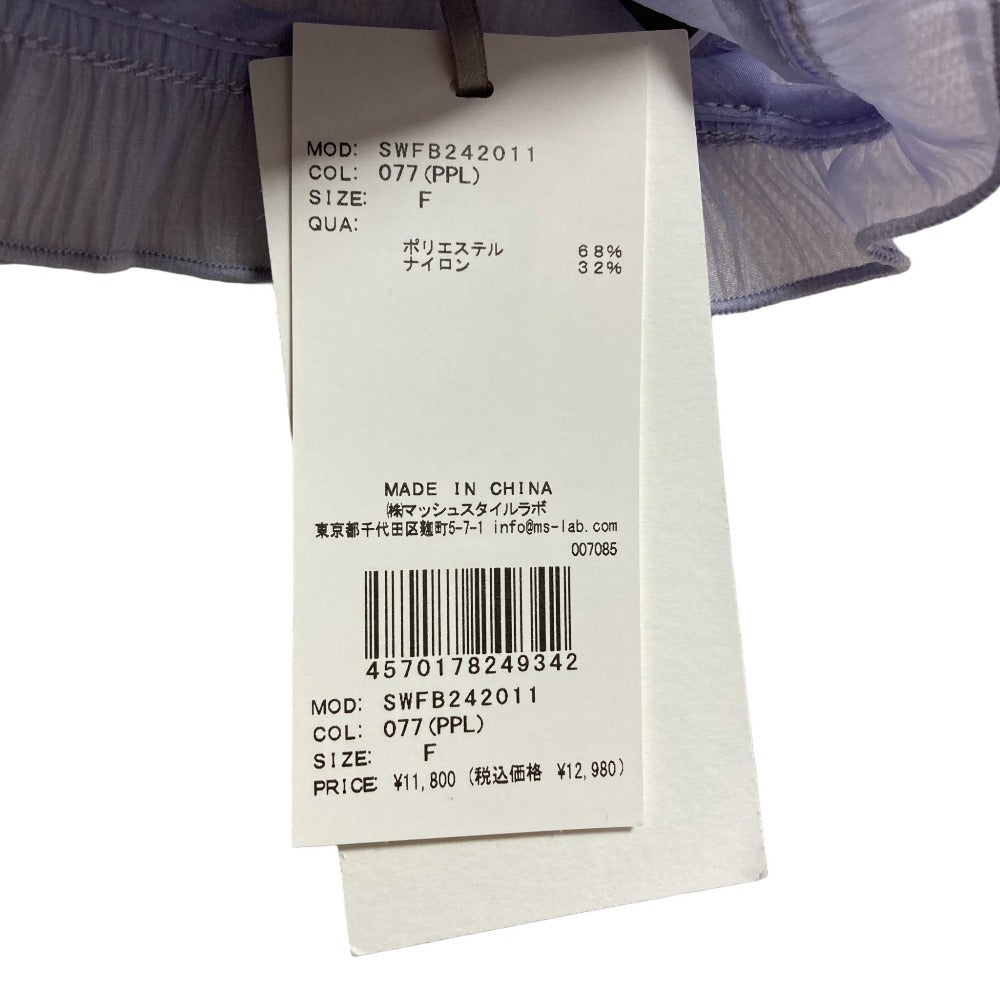 MOD: SWFB242011
COL: 077(PPL)
SIZE: F
QUA:
ポリエステル 68%
ナイロン 32%
MADE IN CHINA
㈱マッシュスタイルラボ
東京都千代田区麹町5-7-1 info@ms-lab.com
007085
4570178249342
MOD: SWFB242011
COL: 077(PPL)
SIZE: F
PRICE: ¥11,800 (税込価格 ¥12,980)